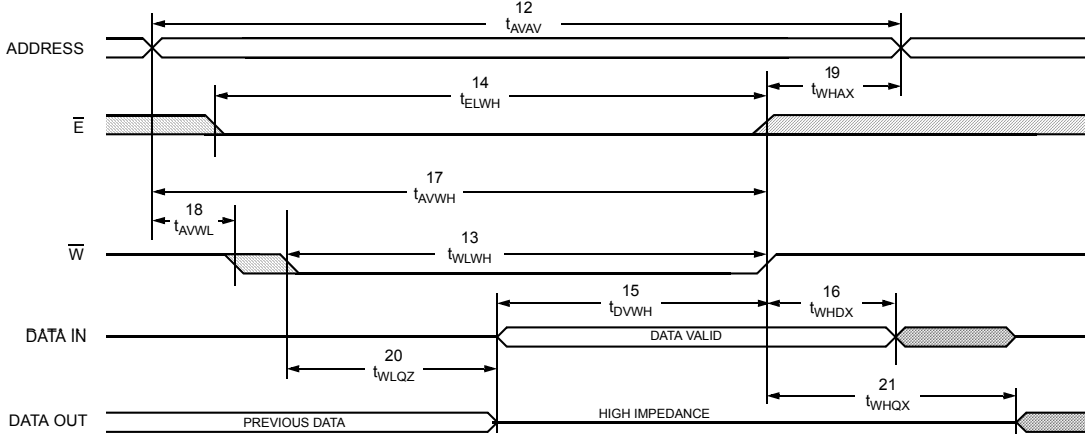 12
tAVAV
ADDRESS
14
tELWH
19
tWHAX
E
17
tAVWH
18
tAVWL
W
13
tWLWH
15
tDVWH
16
tWHDX
DATA IN
DATA VALID
20
tWLQZ
21
tWHQX
DATA OUT
PREVIOUS DATA
HIGH IMPEDANCE